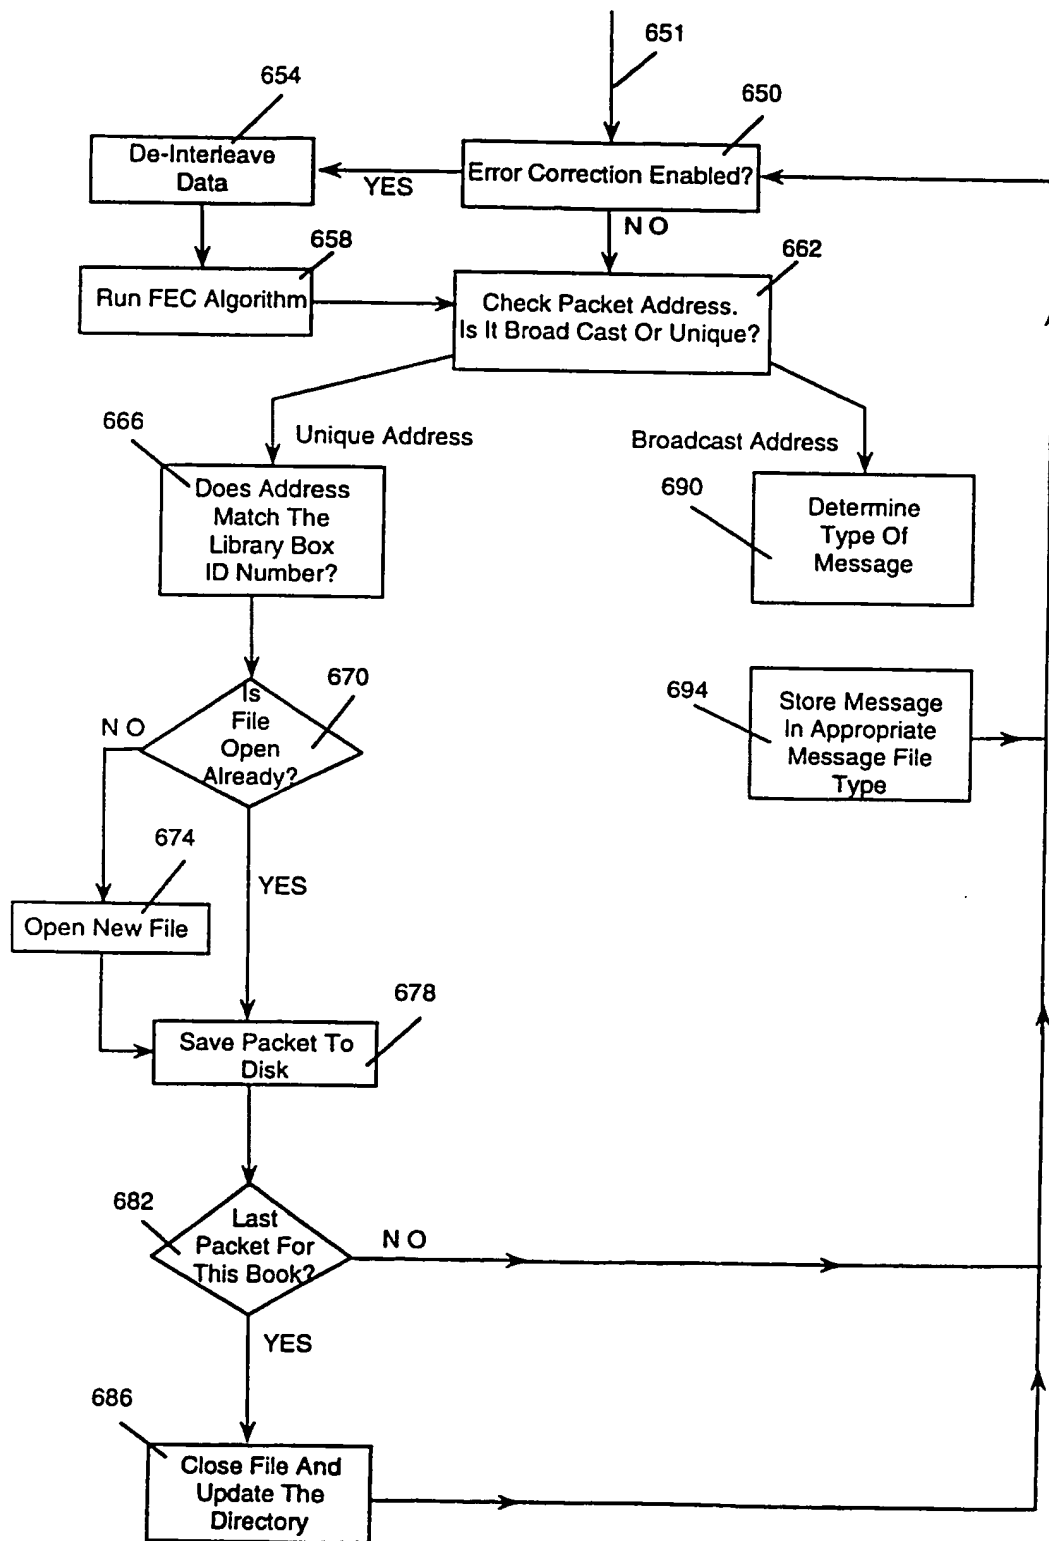 651
654
650
De-Interleave
Data
YES
Error Correction Enabled?
NO
658
662
Run FEC Algorithm
Check Packet Address.
Is It Broad Cast Or Unique?
666
Unique Address
Broadcast Address
Does Address
Match The
Library Box
ID Number?
690
Determine
Type Of
Message
670
NO
Is
File
Open
Already?
694
Store Message
In Appropriate
Message File
Type
674
YES
Open New File
678
Save Packet To
Disk
682
Last
Packet For
This Book?
NO
YES
686
Close File And
Update The
Directory